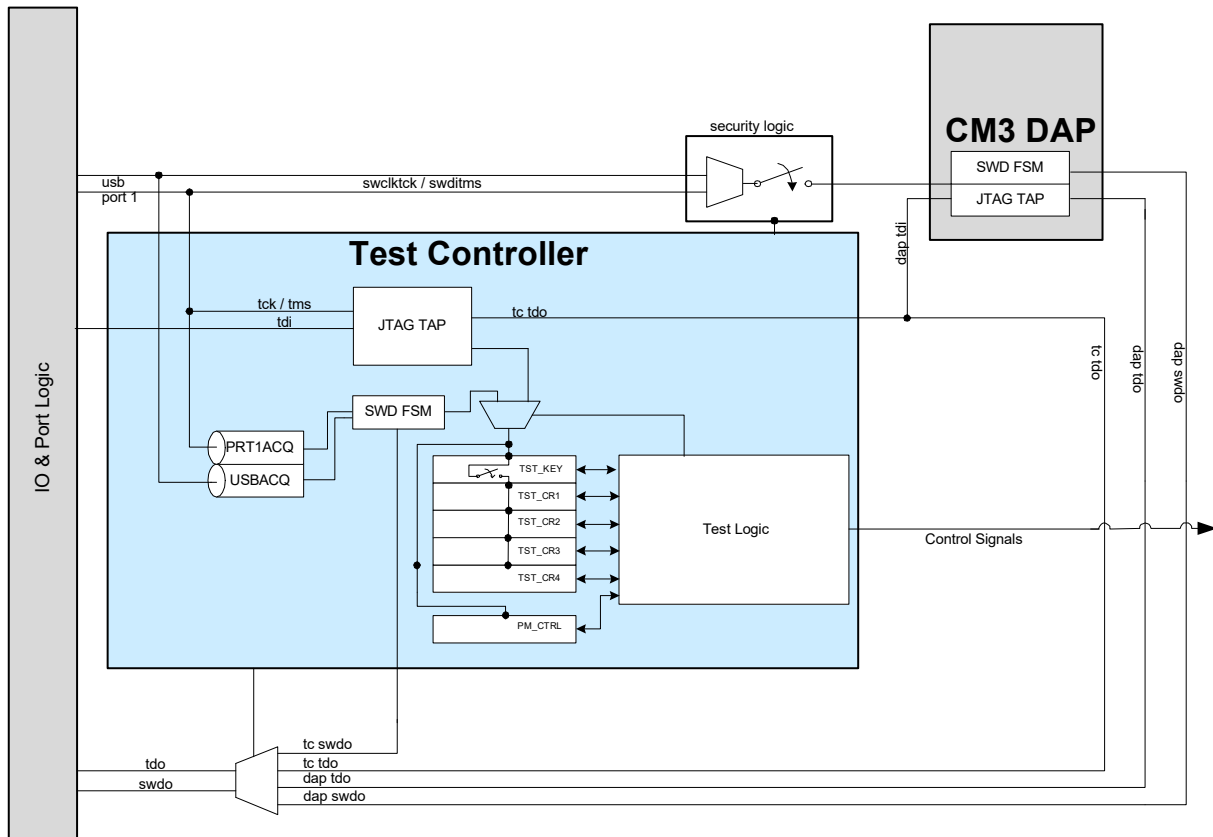 security logic
CM3 DAP
SWD FSM
JTAG TAP
usb
port 1
swclktck / swditms
dap tdi
Test Controller
tck / tms
tdi
JTAG TAP
tc tdo
tc tdo
dap tdo
dap swdo
IO & Port Logic
SWD FSM
PRT1ACQ
USBACQ
TST_KEY
TST_CR1
TST_CR2
TST_CR3
TST_CR4
PM_CTRL
Test Logic
Control Signals
tc swdo
tdo
tc tdo
dap tdo
swdo
dap swdo